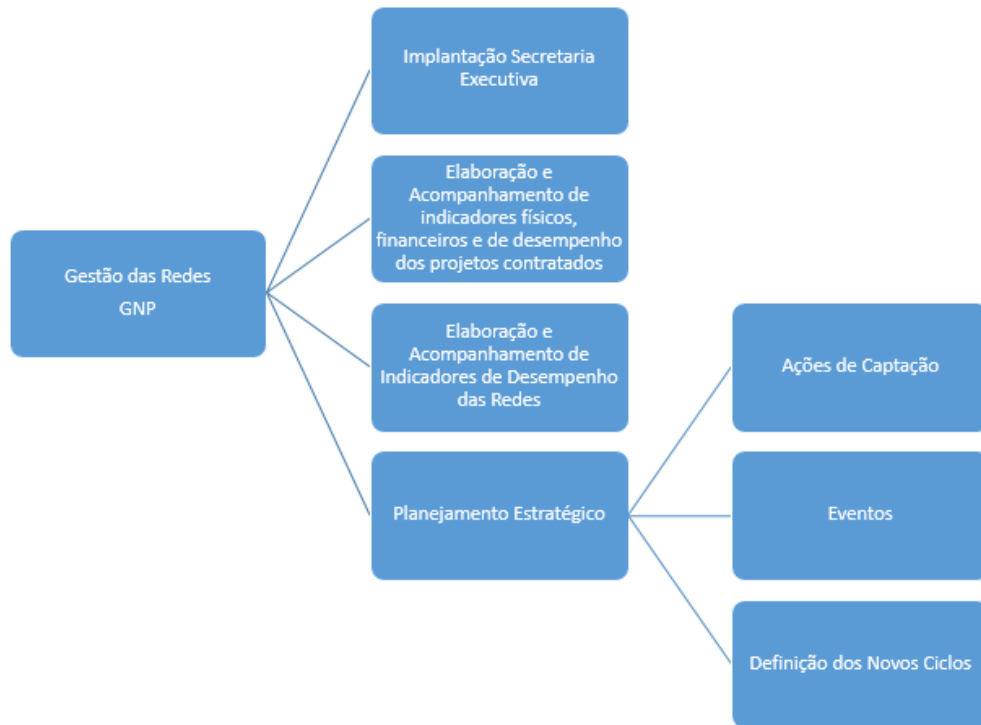 Gestão das Redes
GNP
Implantação Secretaria
Executiva
Elaboração e
Acompanhamento de
indicadores físicos,
financeiros e de desempenho
dos projetos contratados
Elaboração e
Acompanhamento de
Indicadores de Desempenho
das Redes
Planejamento Estratégico
Ações de Captação
Eventos
Definição dos Novos Ciclos